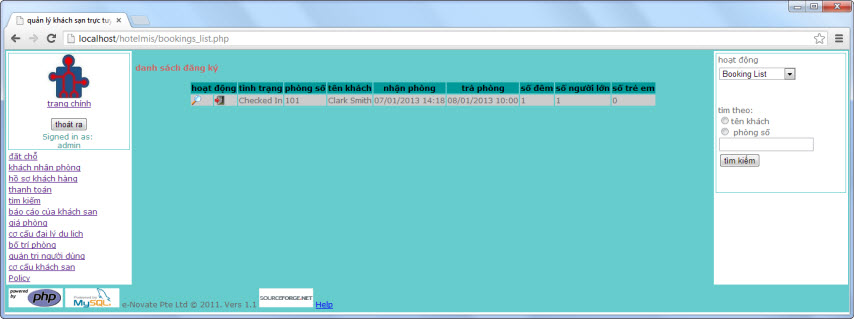 quản lý khách sạn trực tuy
localhost/hotelmis/bookings_list.php
trang chính
thoát ra
Signed in as:
admin
đặt chỗ
khách nhận phòng
hồ sơ khách hàng
thanh toán
tìm kiếm
báo cáo của khách sạn
giá phòng
cơ cấu đại lý du lịch
bố trí phòng
quản trị người dùng
cơ cấu khách sạn
Policy
danh sách đăng ký
hoạt động tình trạng phòng số tên khách nhận phòng trả phòng số đêm số người lớn số trẻ em
Checked In 101 Clark Smith 07/01/2013 14:18 08/01/2013 10:00 1 1 0
hoạt động
Booking List
tìm theo:
tên khách
phòng số
tìm kiếm
powered by php MySQL e-Novate Pte Ltd © 2011. Vers 1.1 SOURCEFORGE.NET Help